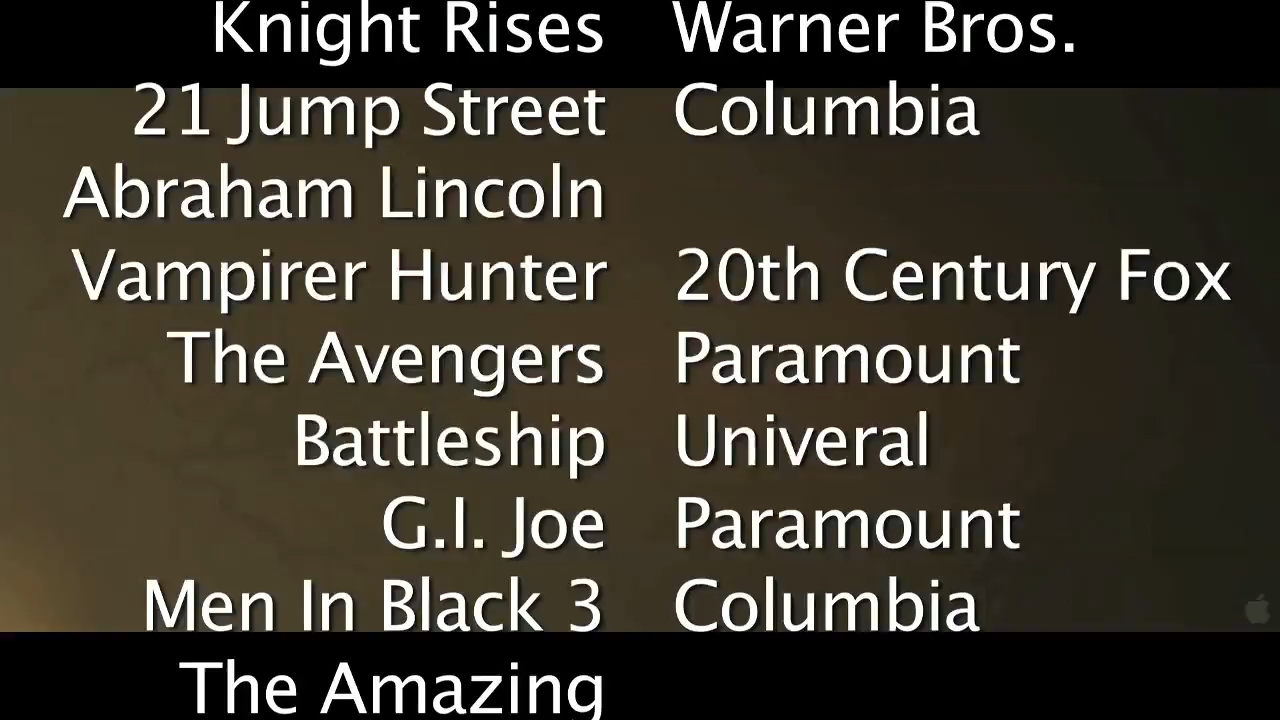 Knight Rises Warner Bros.
21 Jump Street Columbia
Abraham Lincoln
Vampirer Hunter 20th Century Fox
The Avengers Paramount
Battleship Univeral
G.I. Joe Paramount
Men In Black 3 Columbia
The Amazing